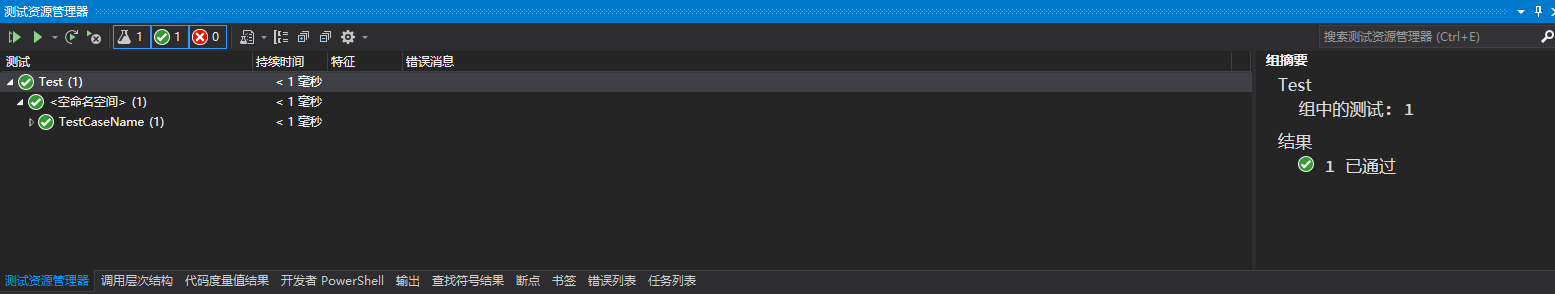 测试资源管理器
1 1 0 搜索测试资源管理器 (Ctrl+E)
测试 持续时间 特征 错误消息
Test (1) < 1 毫秒
<空命名空间> (1) < 1 毫秒
TestCaseName (1) < 1 毫秒
组摘要
Test
组中的测试: 1
结果
1 已通过
测试资源管理器 调用层次结构 代码度量值结果 开发者 PowerShell 输出 查找符号结果 断点 书签 错误列表 任务列表